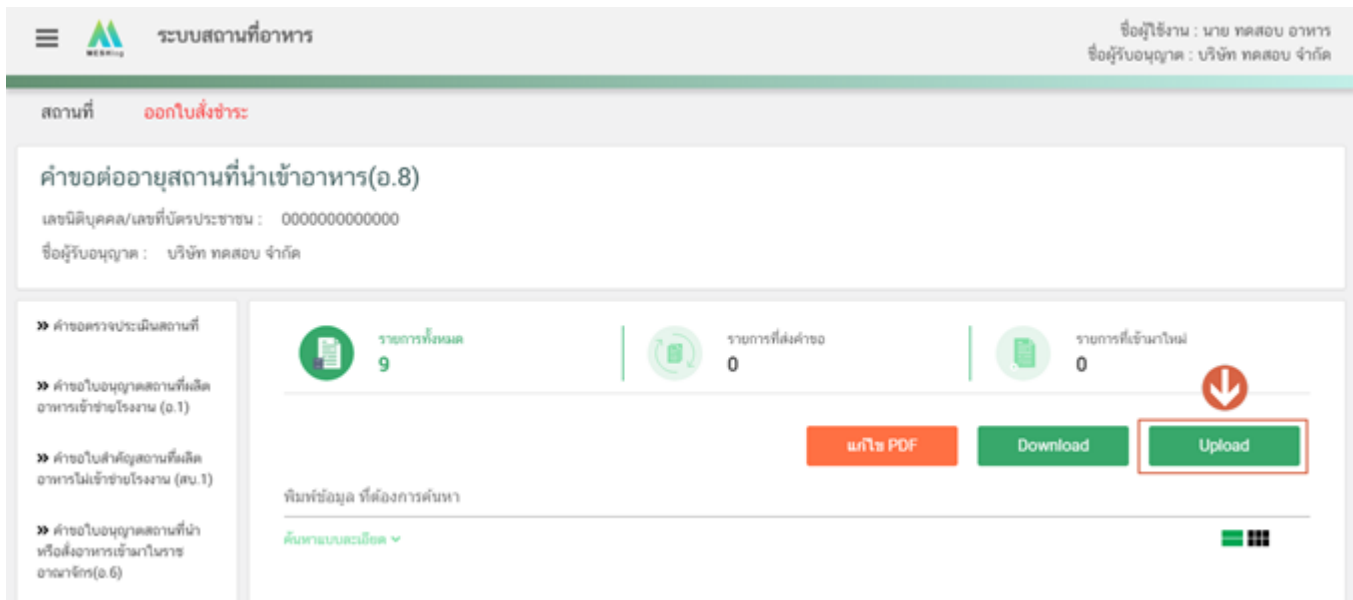 ระบบสถานที่อาหาร
ชื่อผู้ใช้งาน : นาย ทดสอบ อาหาร
ชื่อผู้รับอนุญาต : บริษัท ทดสอบ จำกัด
สถานที่ ออกใบสั่งชำระ
คำขอต่ออายุสถานที่นำเข้าอาหาร(อ.8)
เลขนิติบุคคล/เลขที่บัตรประชาชน : 0000000000000
ชื่อผู้รับอนุญาต : บริษัท ทดสอบ จำกัด
» คำขอตรวจประเมินสถานที่
» คำขอใบอนุญาตสถานที่ผลิต
อาหารเข้าข่ายโรงงาน (อ.1)
» คำขอใบสำคัญสถานที่ผลิต
อาหารไม่เข้าข่ายโรงงาน (สบ.1)
» คำขอใบอนุญาตสถานที่นำ
หรือสั่งอาหารเข้ามาในราช
อาณาจักร(อ.6)
รายการทั้งหมด
9
รายการที่ส่งคำขอ
0
รายการที่เข้ามาใหม่
0
แก้ไข PDF
Download
Upload
พิมพ์ข้อมูล ที่ต้องการค้นหา
ค้นหาแบบละเอียด